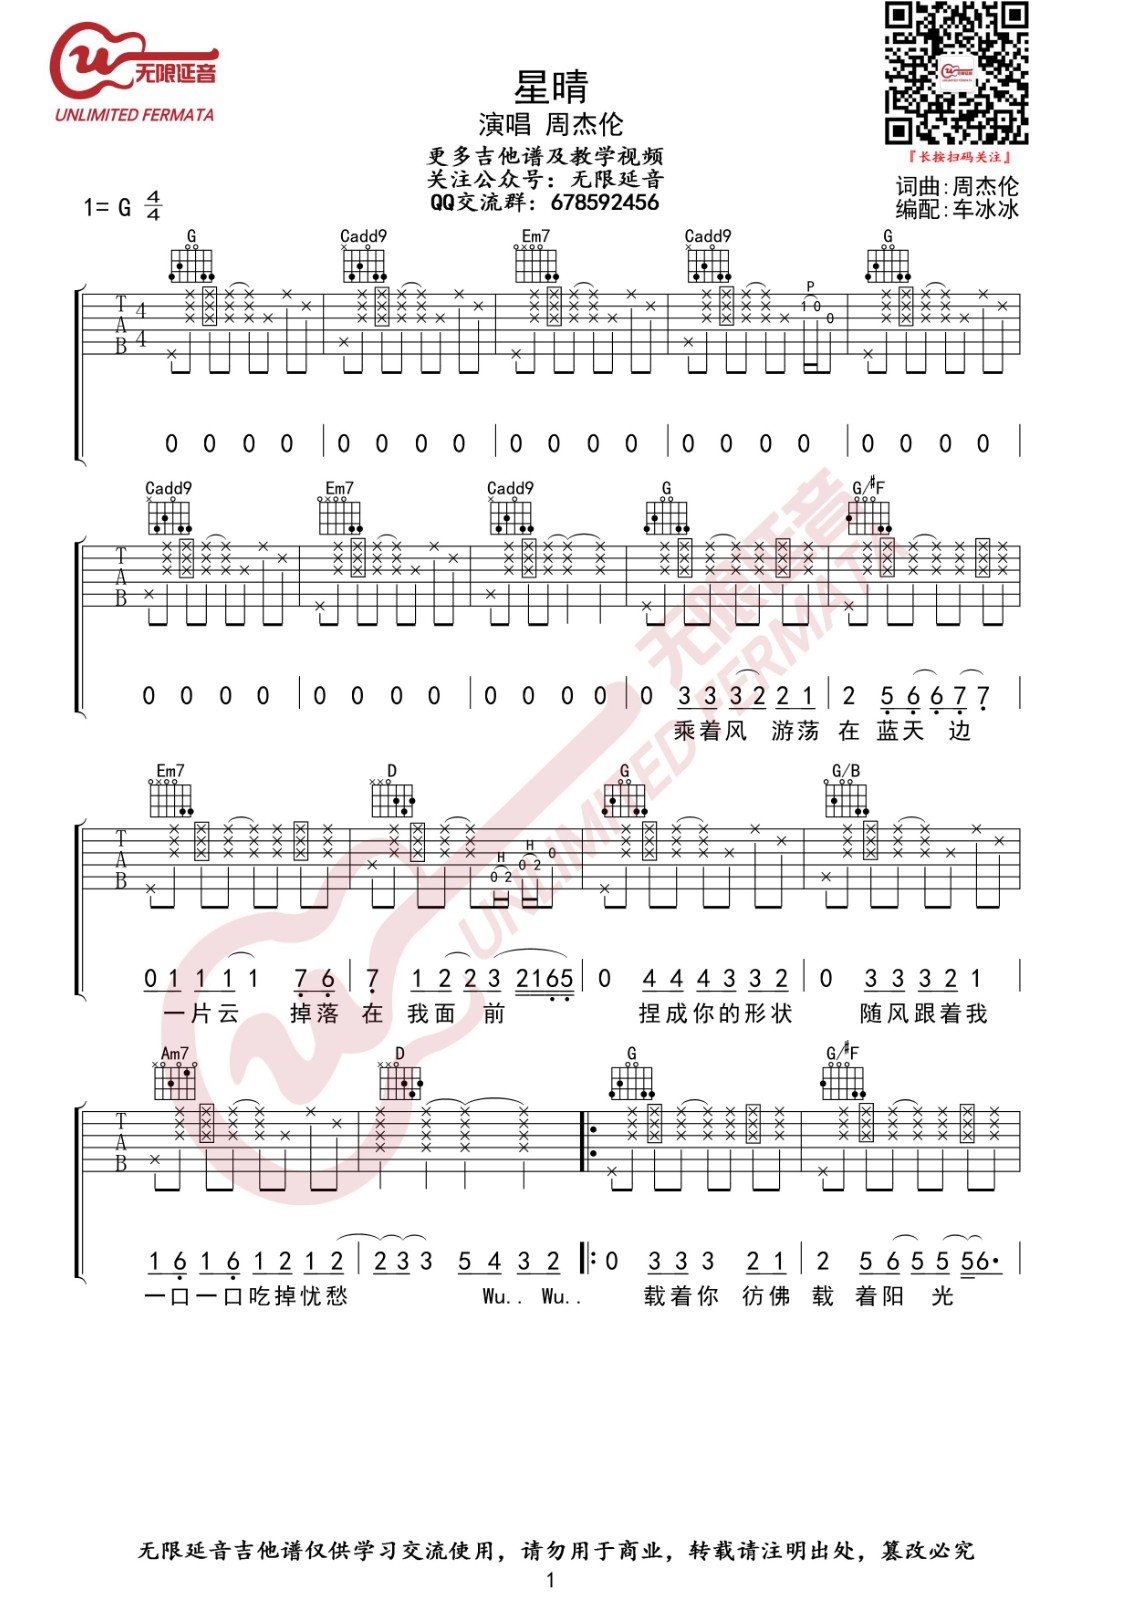 无限延音
UNLIMITED FERMATA
星晴
演唱 周杰伦
更多吉他谱及教学视频
关注公众号：无限延音
QQ交流群：678592456
『长按扫码关注』
词曲:周杰伦
编配:车冰冰
1= G 4/4
G Cadd9 Em7 Cadd9 G
P
T 4 1 0
A 4 0
B
0 0 0 0 0 0 0 0 0 0 0 0 0 0 0 0 0 0 0 0
Cadd9 Em7 Cadd9 G G/#F
T
A
B
0 0 0 0 0 0 0 0 0 0 0 0 0 3 3 3 2 2 1 2 5 6 6 7 7
乘着风 游荡 在 蓝天 边
Em7 D G G/B
T
A H H 0
B 0 2 0 2
0 1 1 1 1 7 6 7 1 2 2 3 2165 0 4 4 4 3 3 2 0 3 3 3 2 1
一片云 掉落 在 我面 前 捏成你的形状 随风跟着我
Am7 D G G/#F
T
A
B
1 6 1 6 1 2 1 2 2 3 3 5 4 3 2 0 3 3 3 2 1 2 5 6 5 5 56·
一口一口吃掉忧愁 Wu.. Wu.. 载着你 彷佛 载 着阳 光
无限延音
UNLIMITED FERMATA
无限延音吉他谱仅供学习交流使用，请勿用于商业，转载请注明出处，篡改必究
1